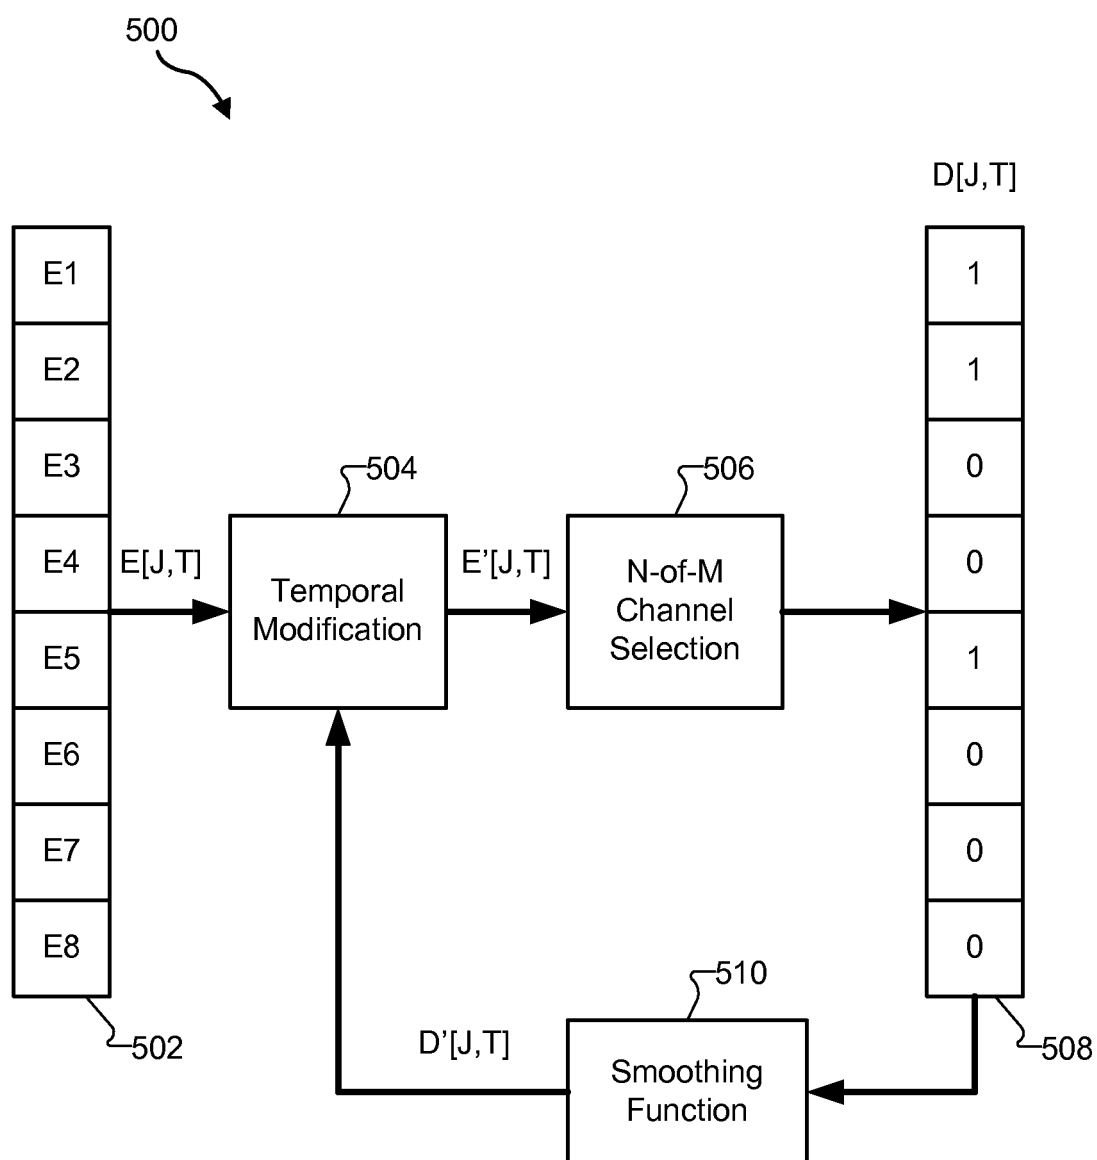 500
D[J,T]
E1
E2
E3
E4
E5
E6
E7
E8
502
E[J,T]
504
Temporal
Modification
E’[J,T]
506
N-of-M
Channel
Selection
1
1
0
0
1
0
0
0
508
510
Smoothing
Function
D’[J,T]